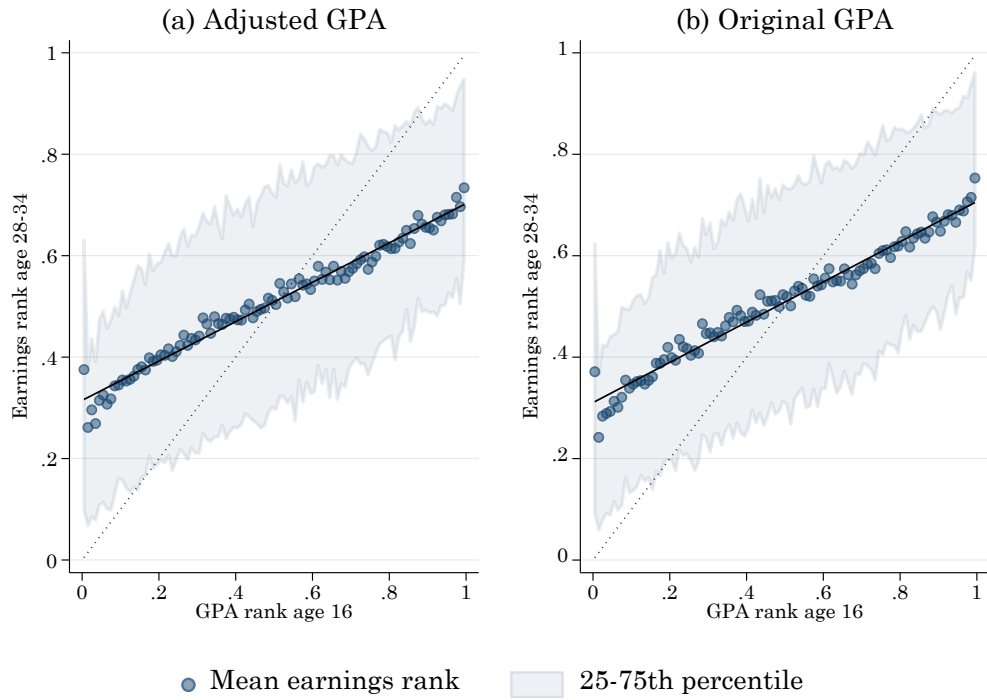 (a) Adjusted GPA
(b) Original GPA
1
.8
.6
.4
.2
0
Earnings rank age 28-34
0 .2 .4 .6 .8 1
GPA rank age 16
1
.8
.6
.4
.2
0
Earnings rank age 28-34
0 .2 .4 .6 .8 1
GPA rank age 16
Mean earnings rank 25-75th percentile